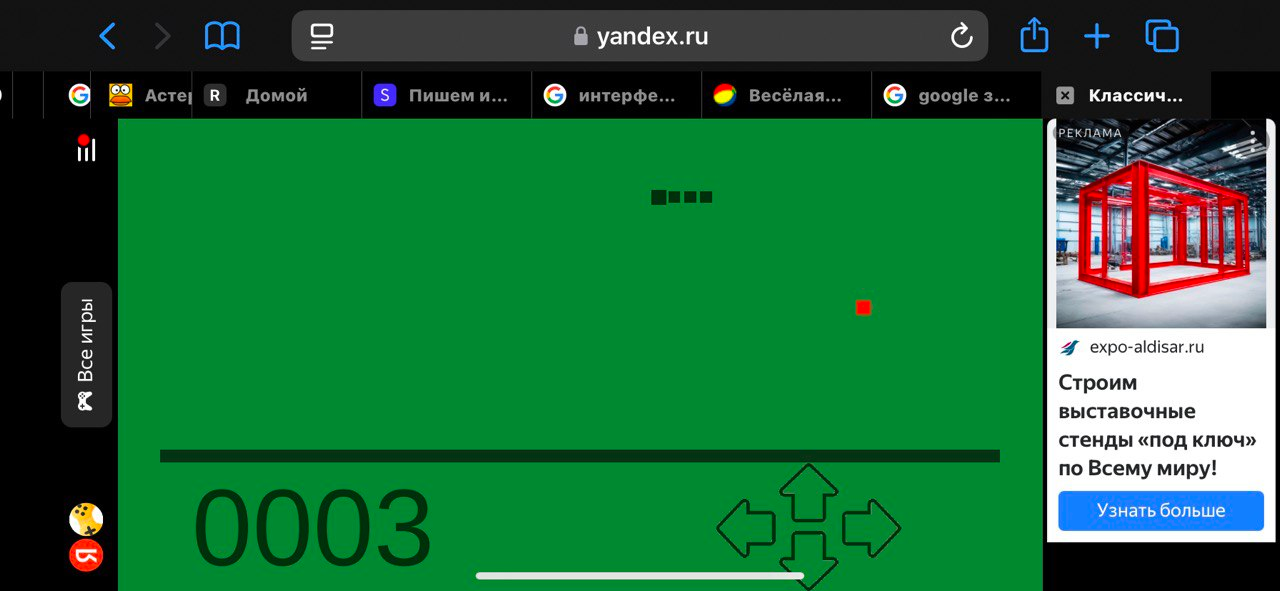 yandex.ru
Астер
R
Домой
S
Пишем и...
интерфе...
Весёлая...
google з...
Классич...
Все игры
0003
РЕКЛАМА
expo-aldisar.ru
Строим
выставочные
стенды «под ключ»
по Всему миру!
Узнать больше